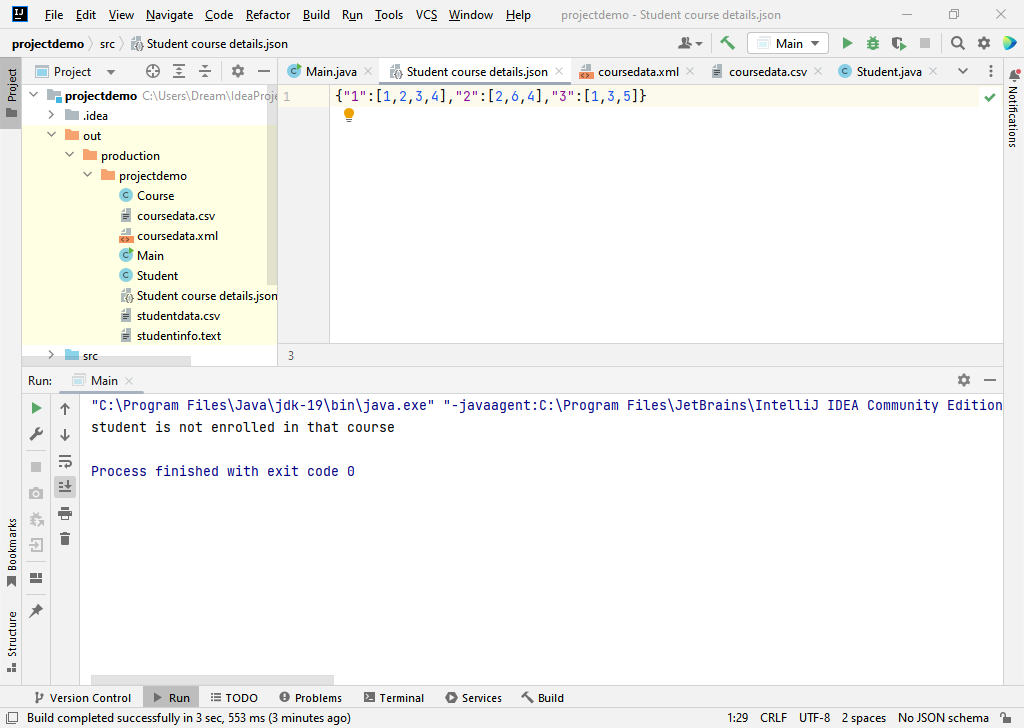 File Edit View Navigate Code Refactor Build Run Tools VCS Window Help projectdemo - Student course details.json
projectdemo src Student course details.json Main
Project
Project
projectdemo C:\Users\Dream\IdeaProje
.idea
out
production
projectdemo
Course
coursedata.csv
coursedata.xml
Main
Student
Student course details.json
studentdata.csv
studentinfo.text
src
Main.java Student course details.json coursedata.xml coursedata.csv Student.java
1 {"1":[1,2,3,4],"2":[2,6,4],"3":[1,3,5]}
3
Notifications
Run: Main
"C:\Program Files\Java\jdk-19\bin\java.exe" "-javaagent:C:\Program Files\JetBrains\IntelliJ IDEA Community Edition
student is not enrolled in that course
Process finished with exit code 0
Bookmarks
Structure
Version Control Run TODO Problems Terminal Services Build
Build completed successfully in 3 sec, 553 ms (3 minutes ago) 1:29 CRLF UTF-8 2 spaces No JSON schema